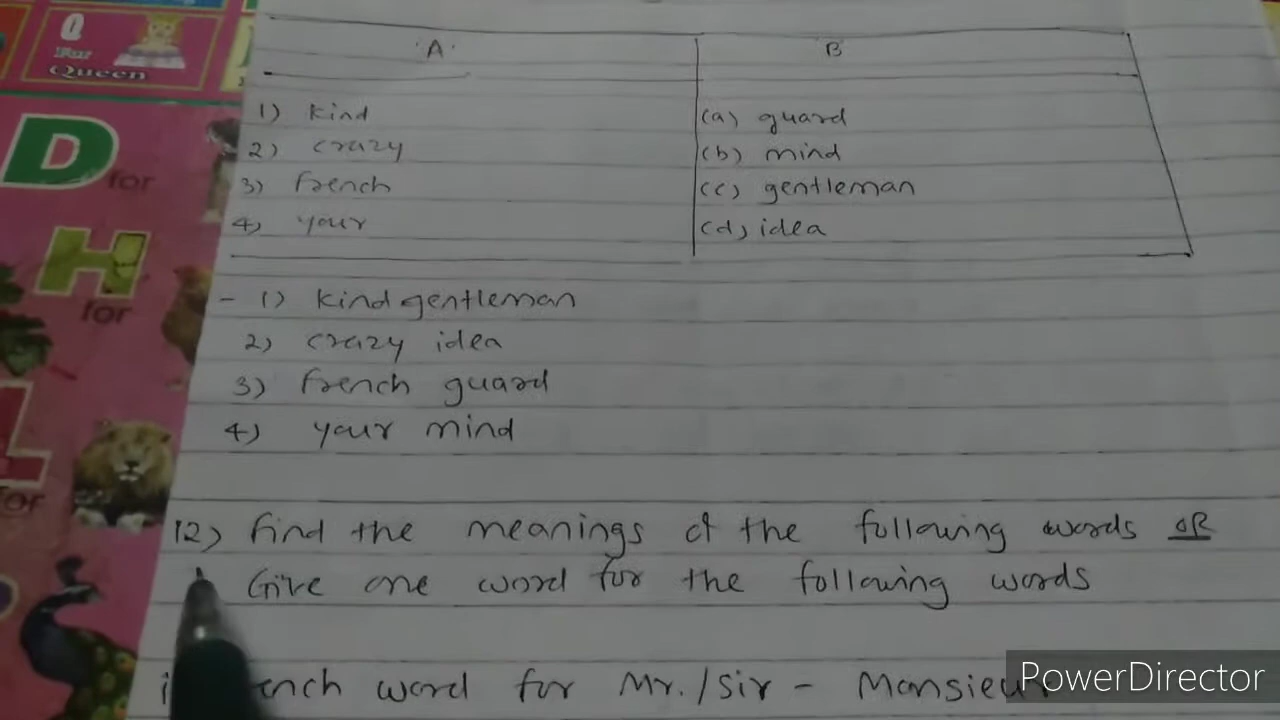 Q
For
Queen
D for
H
for
L
for
A B
1) kind (a) guard
2) crazy (b) mind
3) french (c) gentleman
4) your (d) idea
- 1) kind gentleman
2) crazy idea
3) french guard
4) your mind
12) find the meanings of the following words OR
Give one word for the following words
word for Mr./Sir - Monsieur
PowerDirector